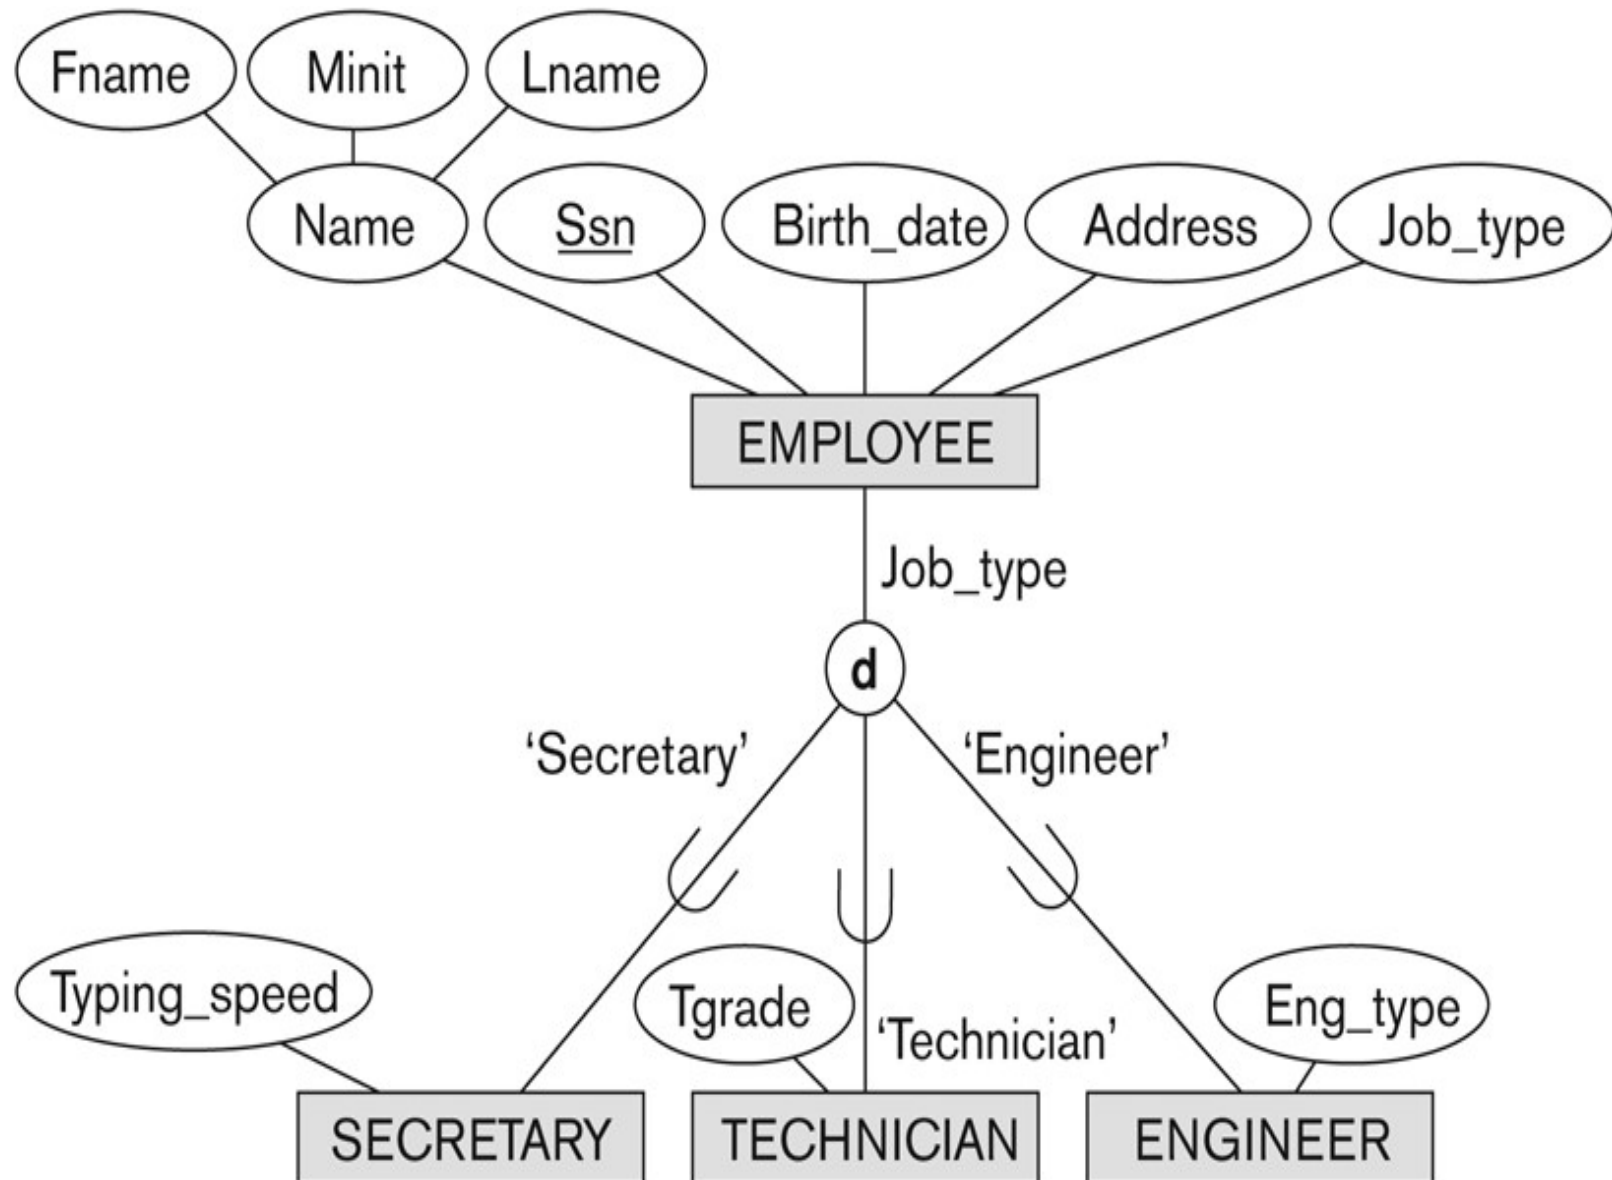 Fname Minit Lname
Name Ssn Birth_date Address Job_type
EMPLOYEE
Job_type
d
‘Secretary’ ‘Engineer’
Typing_speed Tgrade Eng_type
‘Technician’
SECRETARY TECHNICIAN ENGINEER